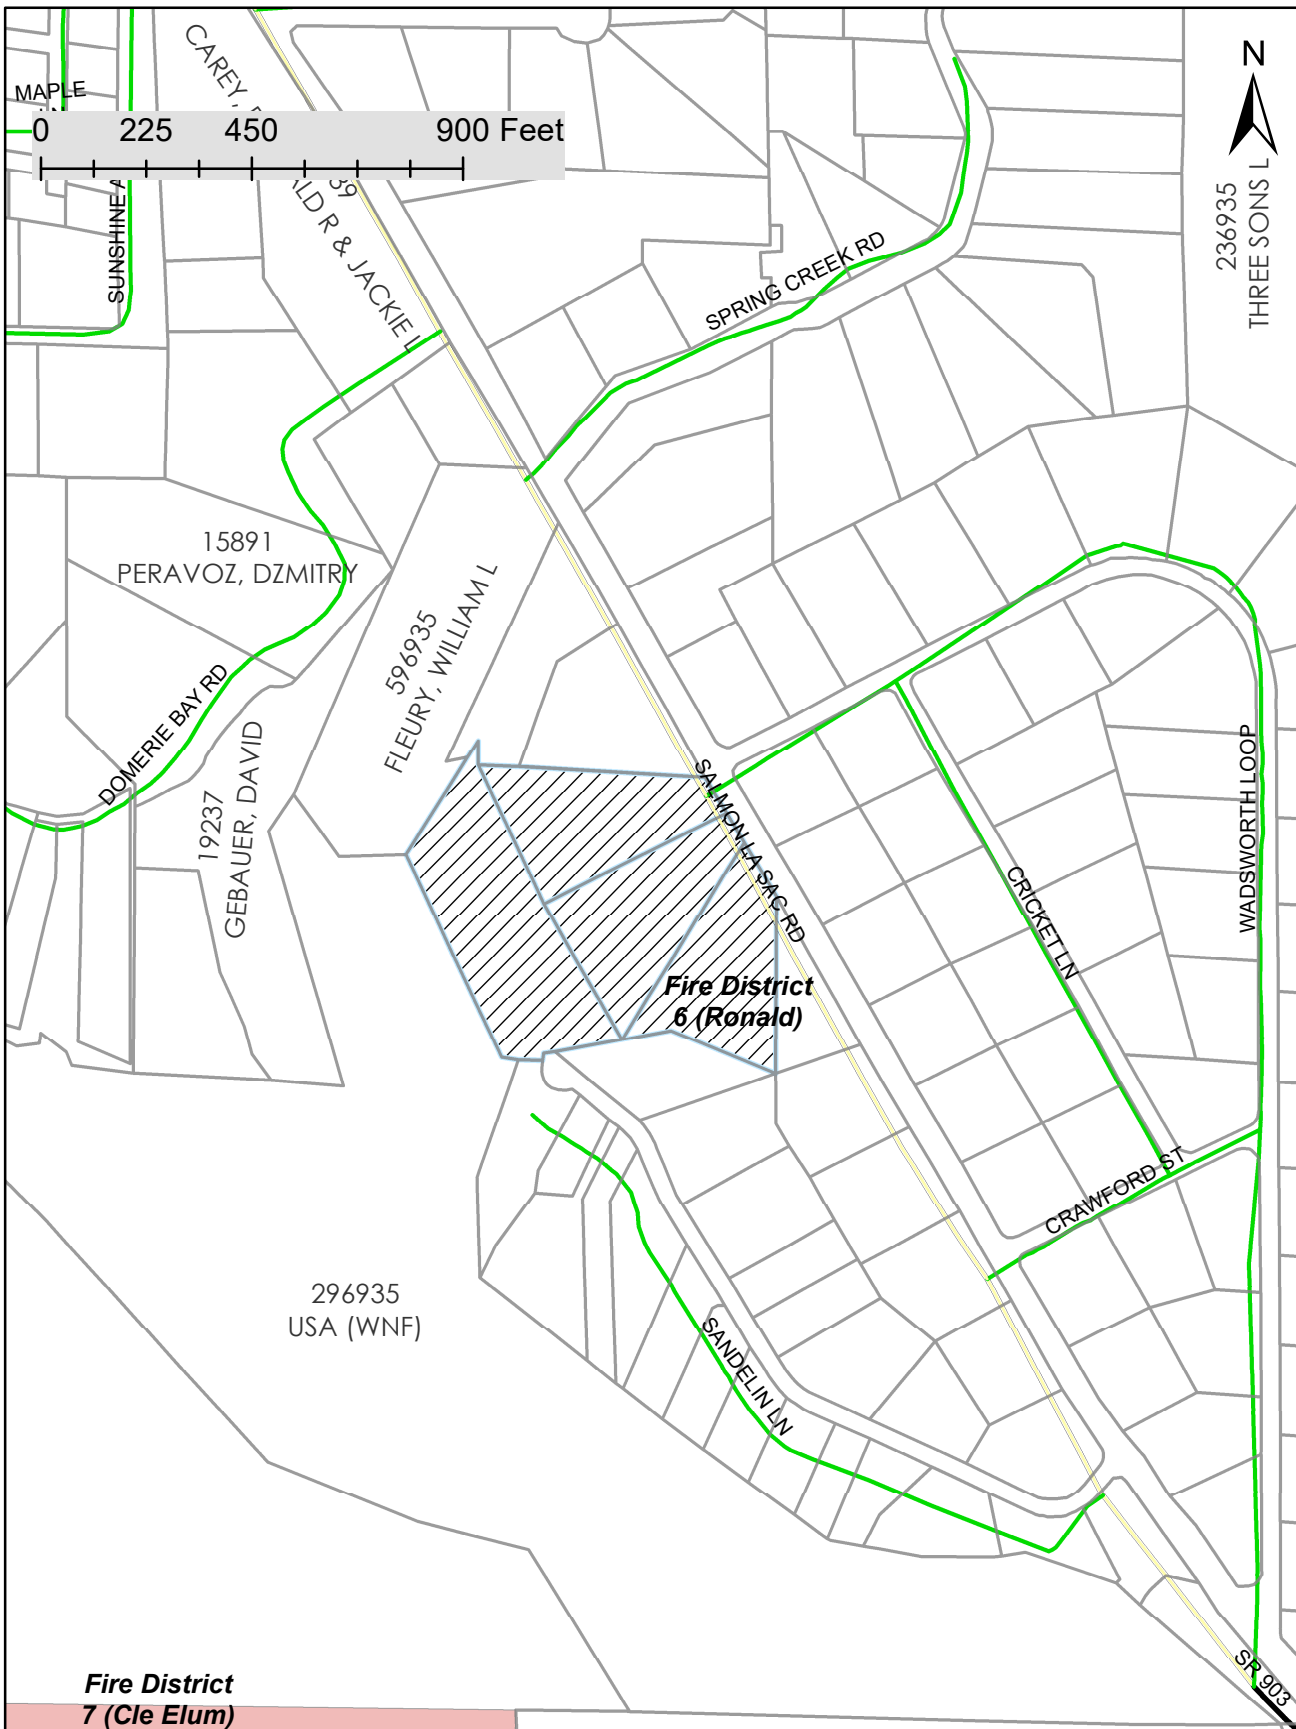 N
MAPLE
0 225 450 900 Feet
CAREY,
ALD R & JACKIE L
SUNSHINE A
236935
THREE SONS L
SPRING CREEK RD
15891
PERAVOZ, DZMITRY
596935
FLEURY, WILLIAM L
DOMERIE BAY RD
19237
GEBAUER, DAVID
SALMON LA SAC RD
WADSWORTH LOOP
CRICKET LN
Fire District
6 (Ronald)
CRAWFORD ST
296935
USA (WNF)
SANDELIN LN
SR 903
Fire District
7 (Cle Elum)